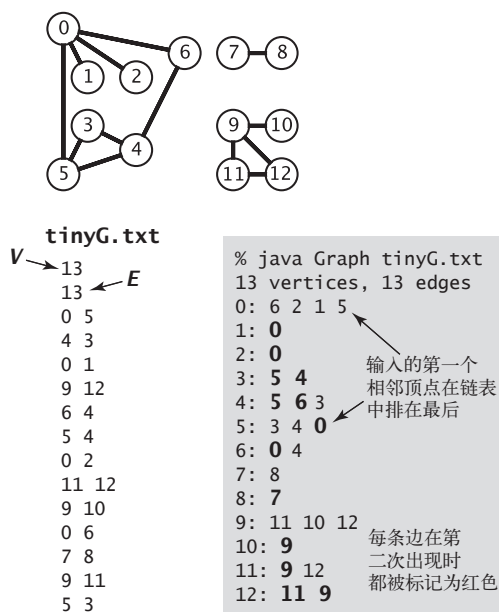 0
6
7
8
1
2
3
4
5
9
10
11
12
tinyG.txt
V
13
13
E
0 5
4 3
0 1
9 12
6 4
5 4
0 2
11 12
9 10
0 6
7 8
9 11
5 3
% java Graph tinyG.txt
13 vertices, 13 edges
0: 6 2 1 5
1: 0
2: 0
3: 5 4
4: 5 6 3
5: 3 4 0
6: 0 4
7: 8
8: 7
9: 11 10 12
10: 9
11: 9 12
12: 11 9
输入的第一个
相邻顶点在链表
中排在最后
每条边在第
二次出现时
都被标记为红色